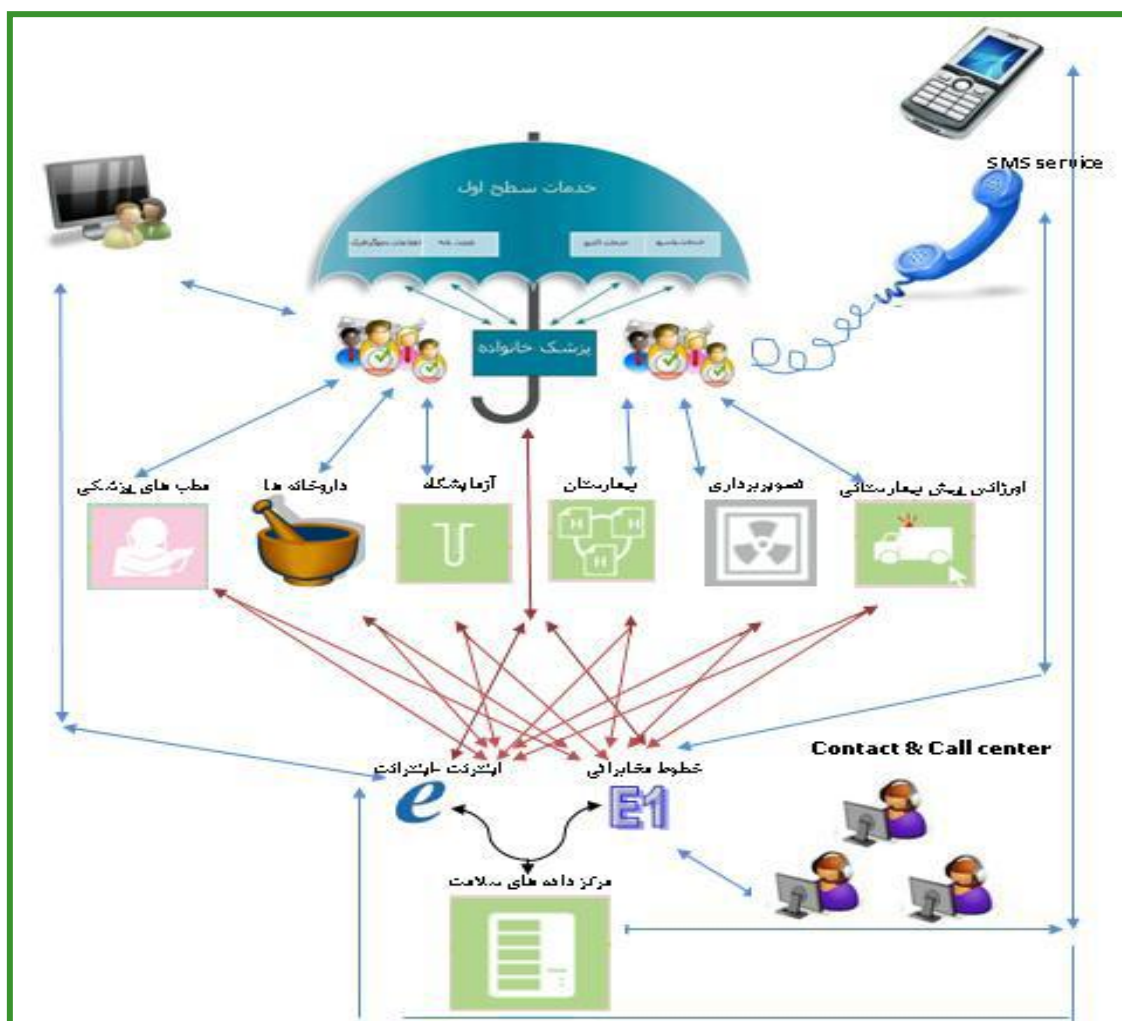 SMS service
خدمات سطح اول
پزشک خانواده
مطب های پزشکی
داروخانه ها
آزمایشگاه
بیمارستان
تصویربرداری
اورژانس پیش بیمارستانی
H
H
H
Contact & Call center
اینترنت -اینترانت
خطوط مخابراتی
e
E1
مرکز داده های سلامت